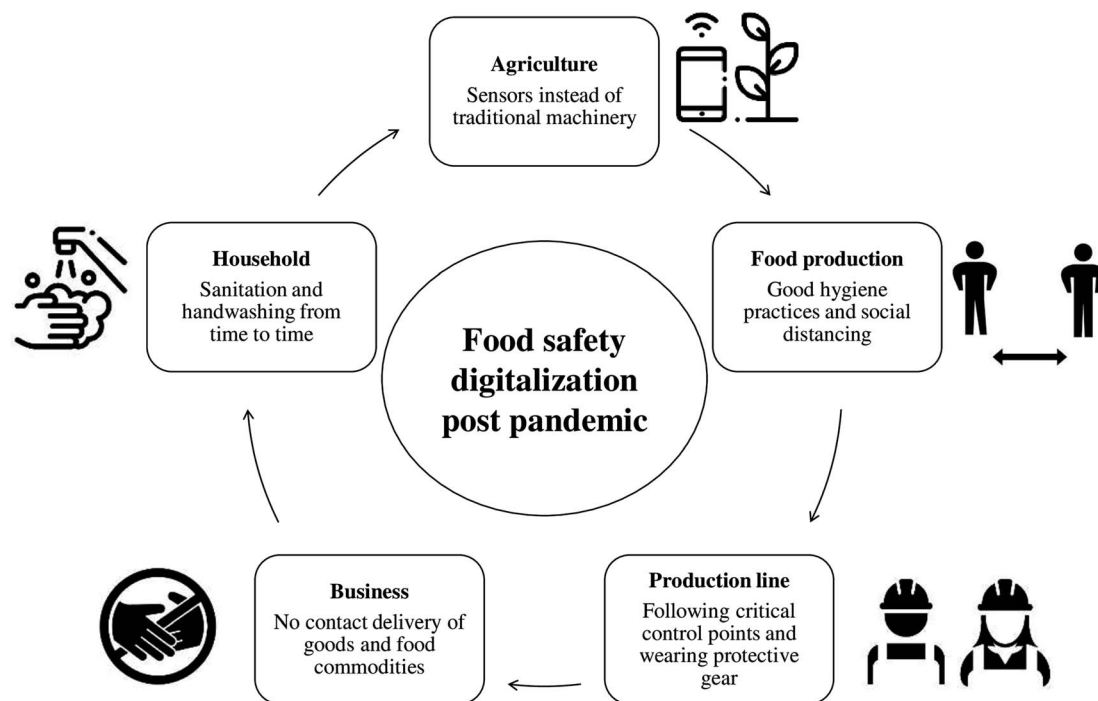 Agriculture
Sensors instead of
traditional machinery
Food production
Good hygiene
practices and social
distancing
Production line
Following critical
control points and
wearing protective
gear
Business
No contact delivery of
goods and food
commodities
Household
Sanitation and
handwashing from
time to time
Food safety
digitalization
post pandemic